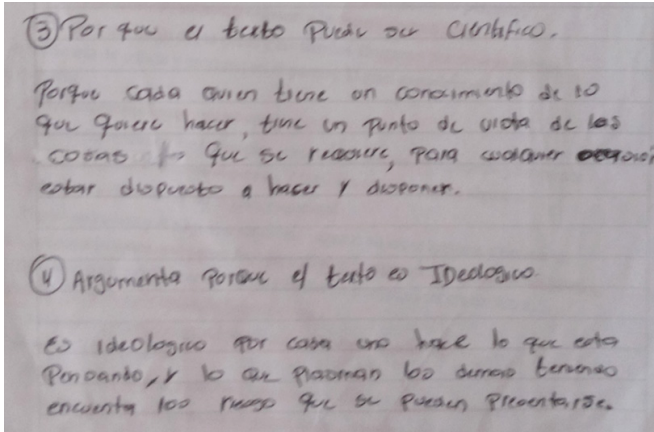 ③ Por que el texto Puede ser Cientifico.
Porque cada quien tiene un conocimiento de lo
que quiere hacer, tine un punto de vista de las
cosas que se requiere, para cualquier
estar dispuesto a hacer y disponer.
④ Argumenta Porque el texto es IDeologico
Es ideologico por cada uno hace lo que esta
Pensando, y lo que Plasman los demas teniendo
encuenta los riesgo que se pueden Presentarse.